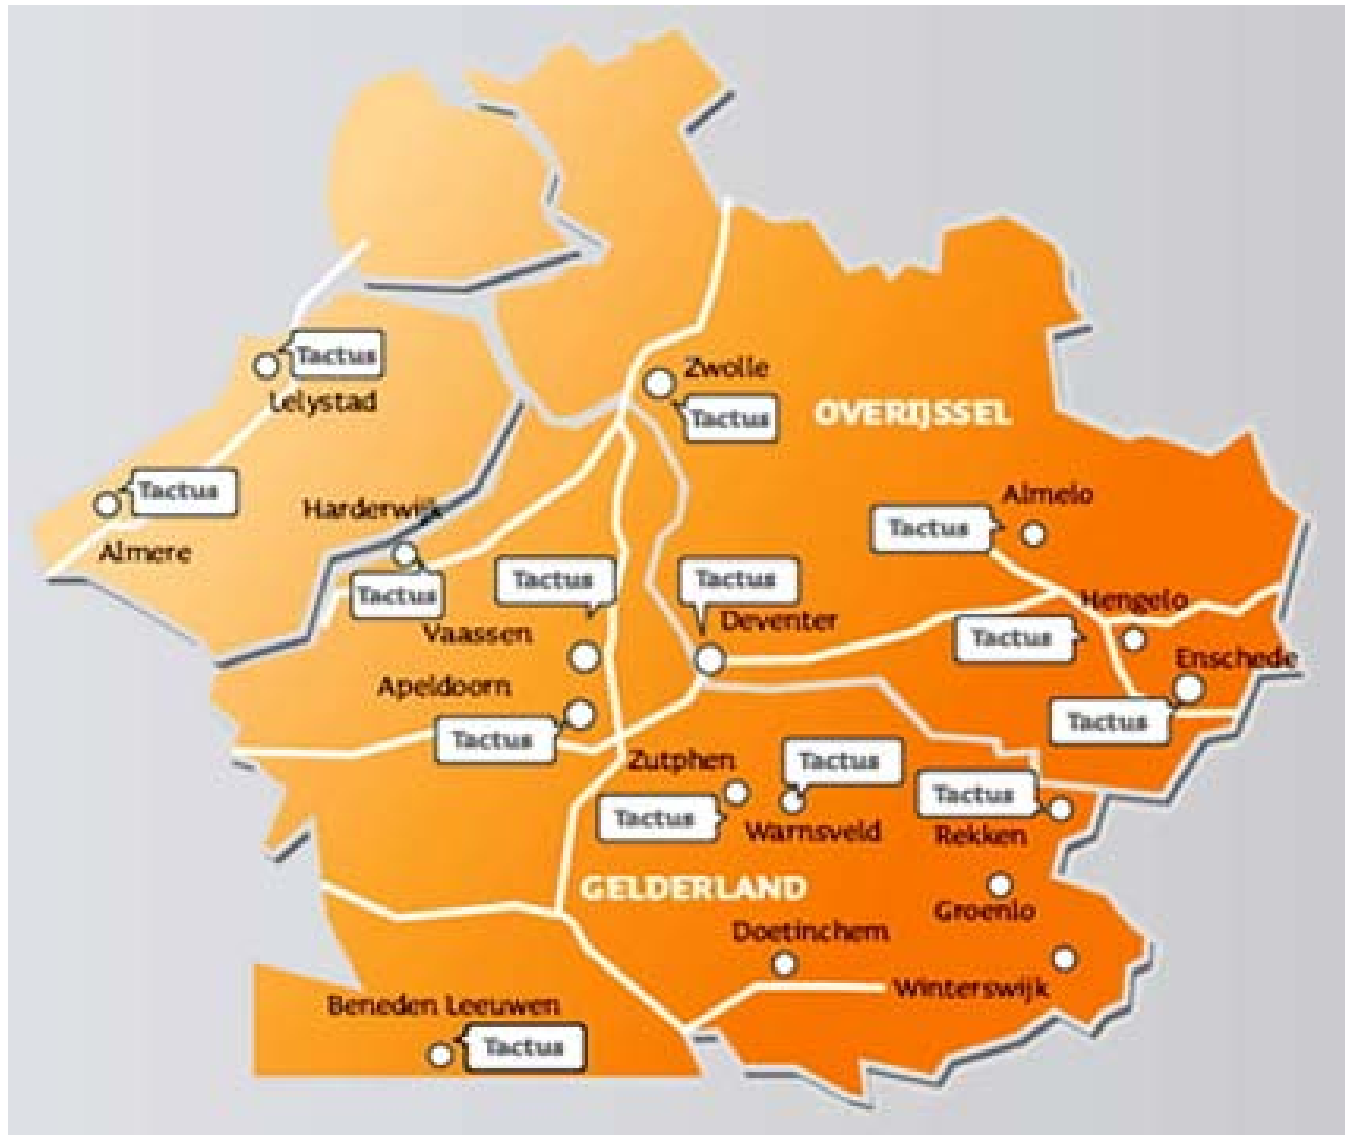 Tactus
Lelystad
Zwolle
Tactus
OVERIJSSEL
Tactus
Almere
Harderwijk
Tactus
Almelo
Tactus
Tactus
Vaassen
Tactus
Deventer
Hengelo
Tactus
Enschede
Tactus
Apeldoorn
Tactus
Zutphen
Tactus
Tactus
Warnsveld
Tactus
Rekken
GELDERLAND
Groenlo
Doetinchem
Winterswijk
Beneden Leeuwen
Tactus